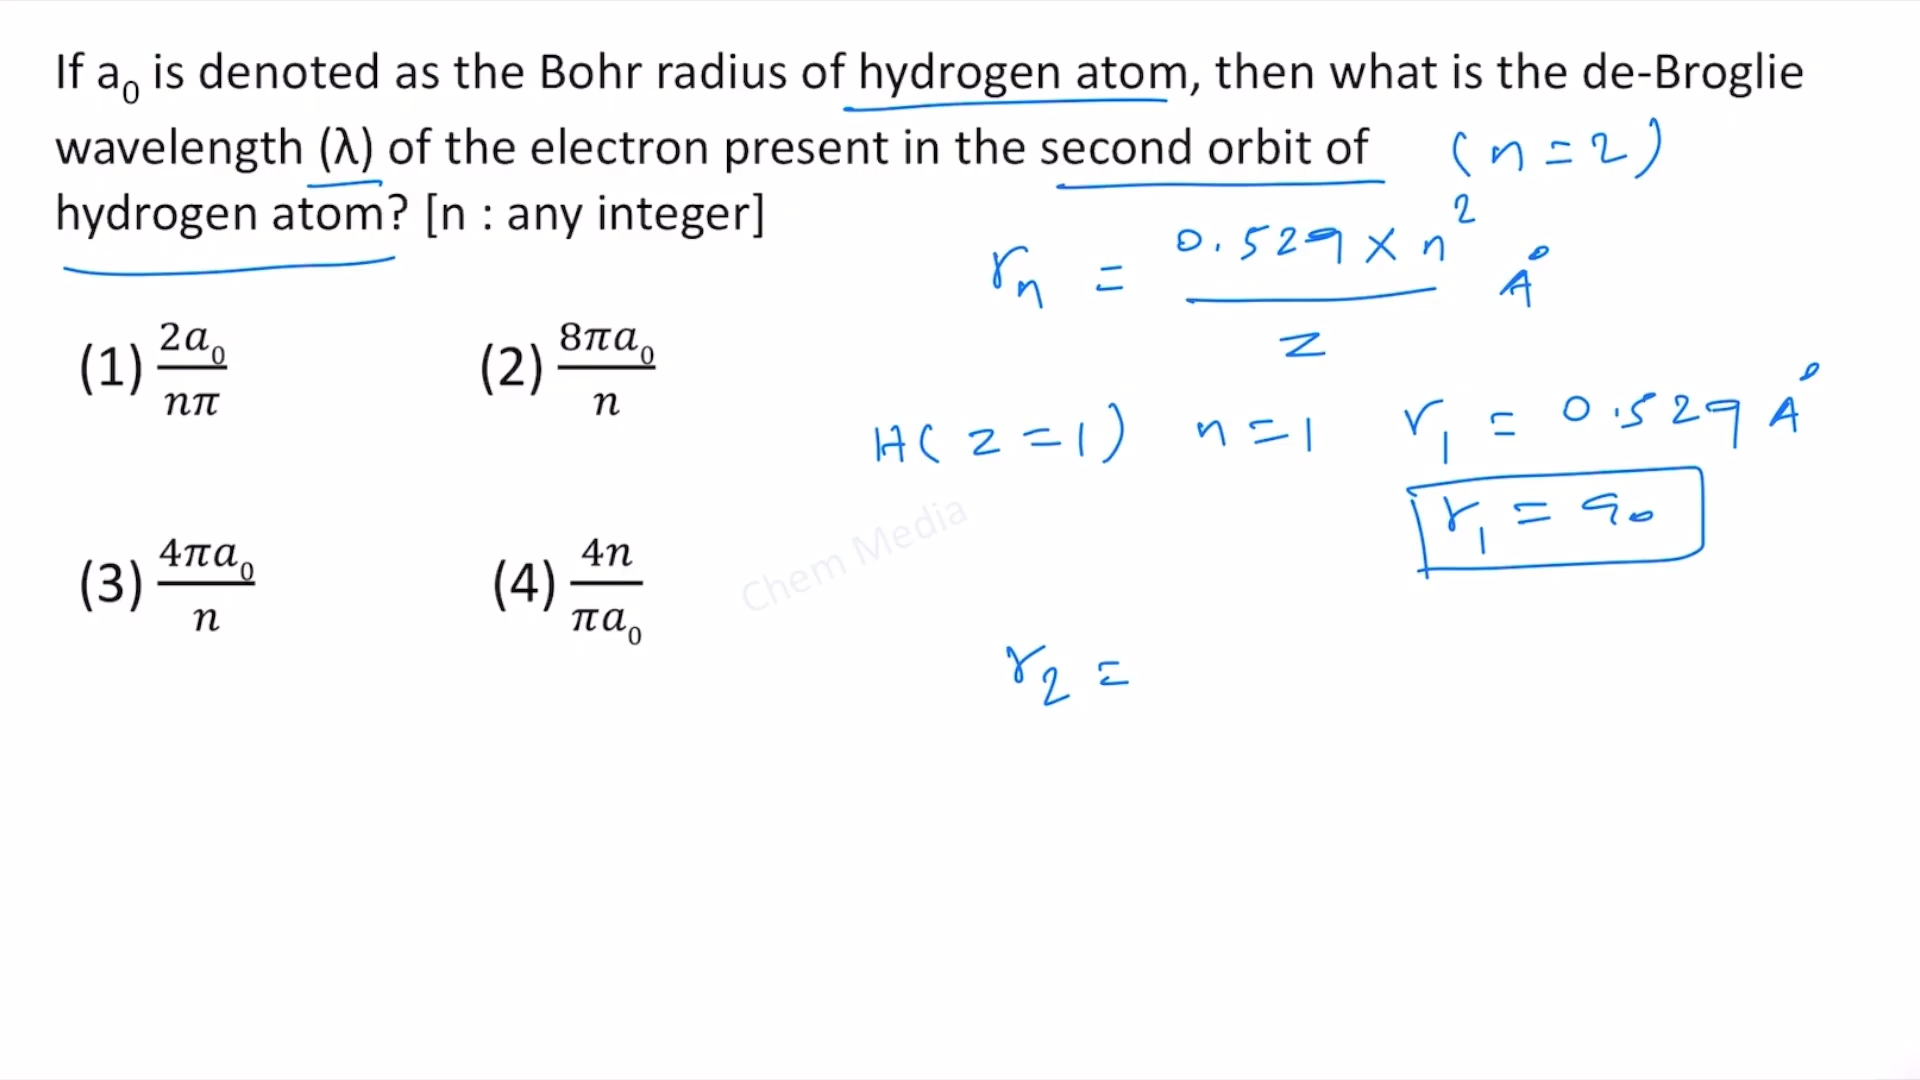 If a₀ is denoted as the Bohr radius of hydrogen atom, then what is the de-Broglie
wavelength (λ) of the electron present in the second orbit of (n = 2)
hydrogen atom? [n : any integer]
rₙ = 0.529 × n² / Z A°
(1) 2a₀/nπ (2) 8πa₀/n
H(Z = 1) n = 1 r₁ = 0.529 A°
r₁ = a₀
Chem Media
(3) 4πa₀/n (4) 4n/πa₀
r₂ =